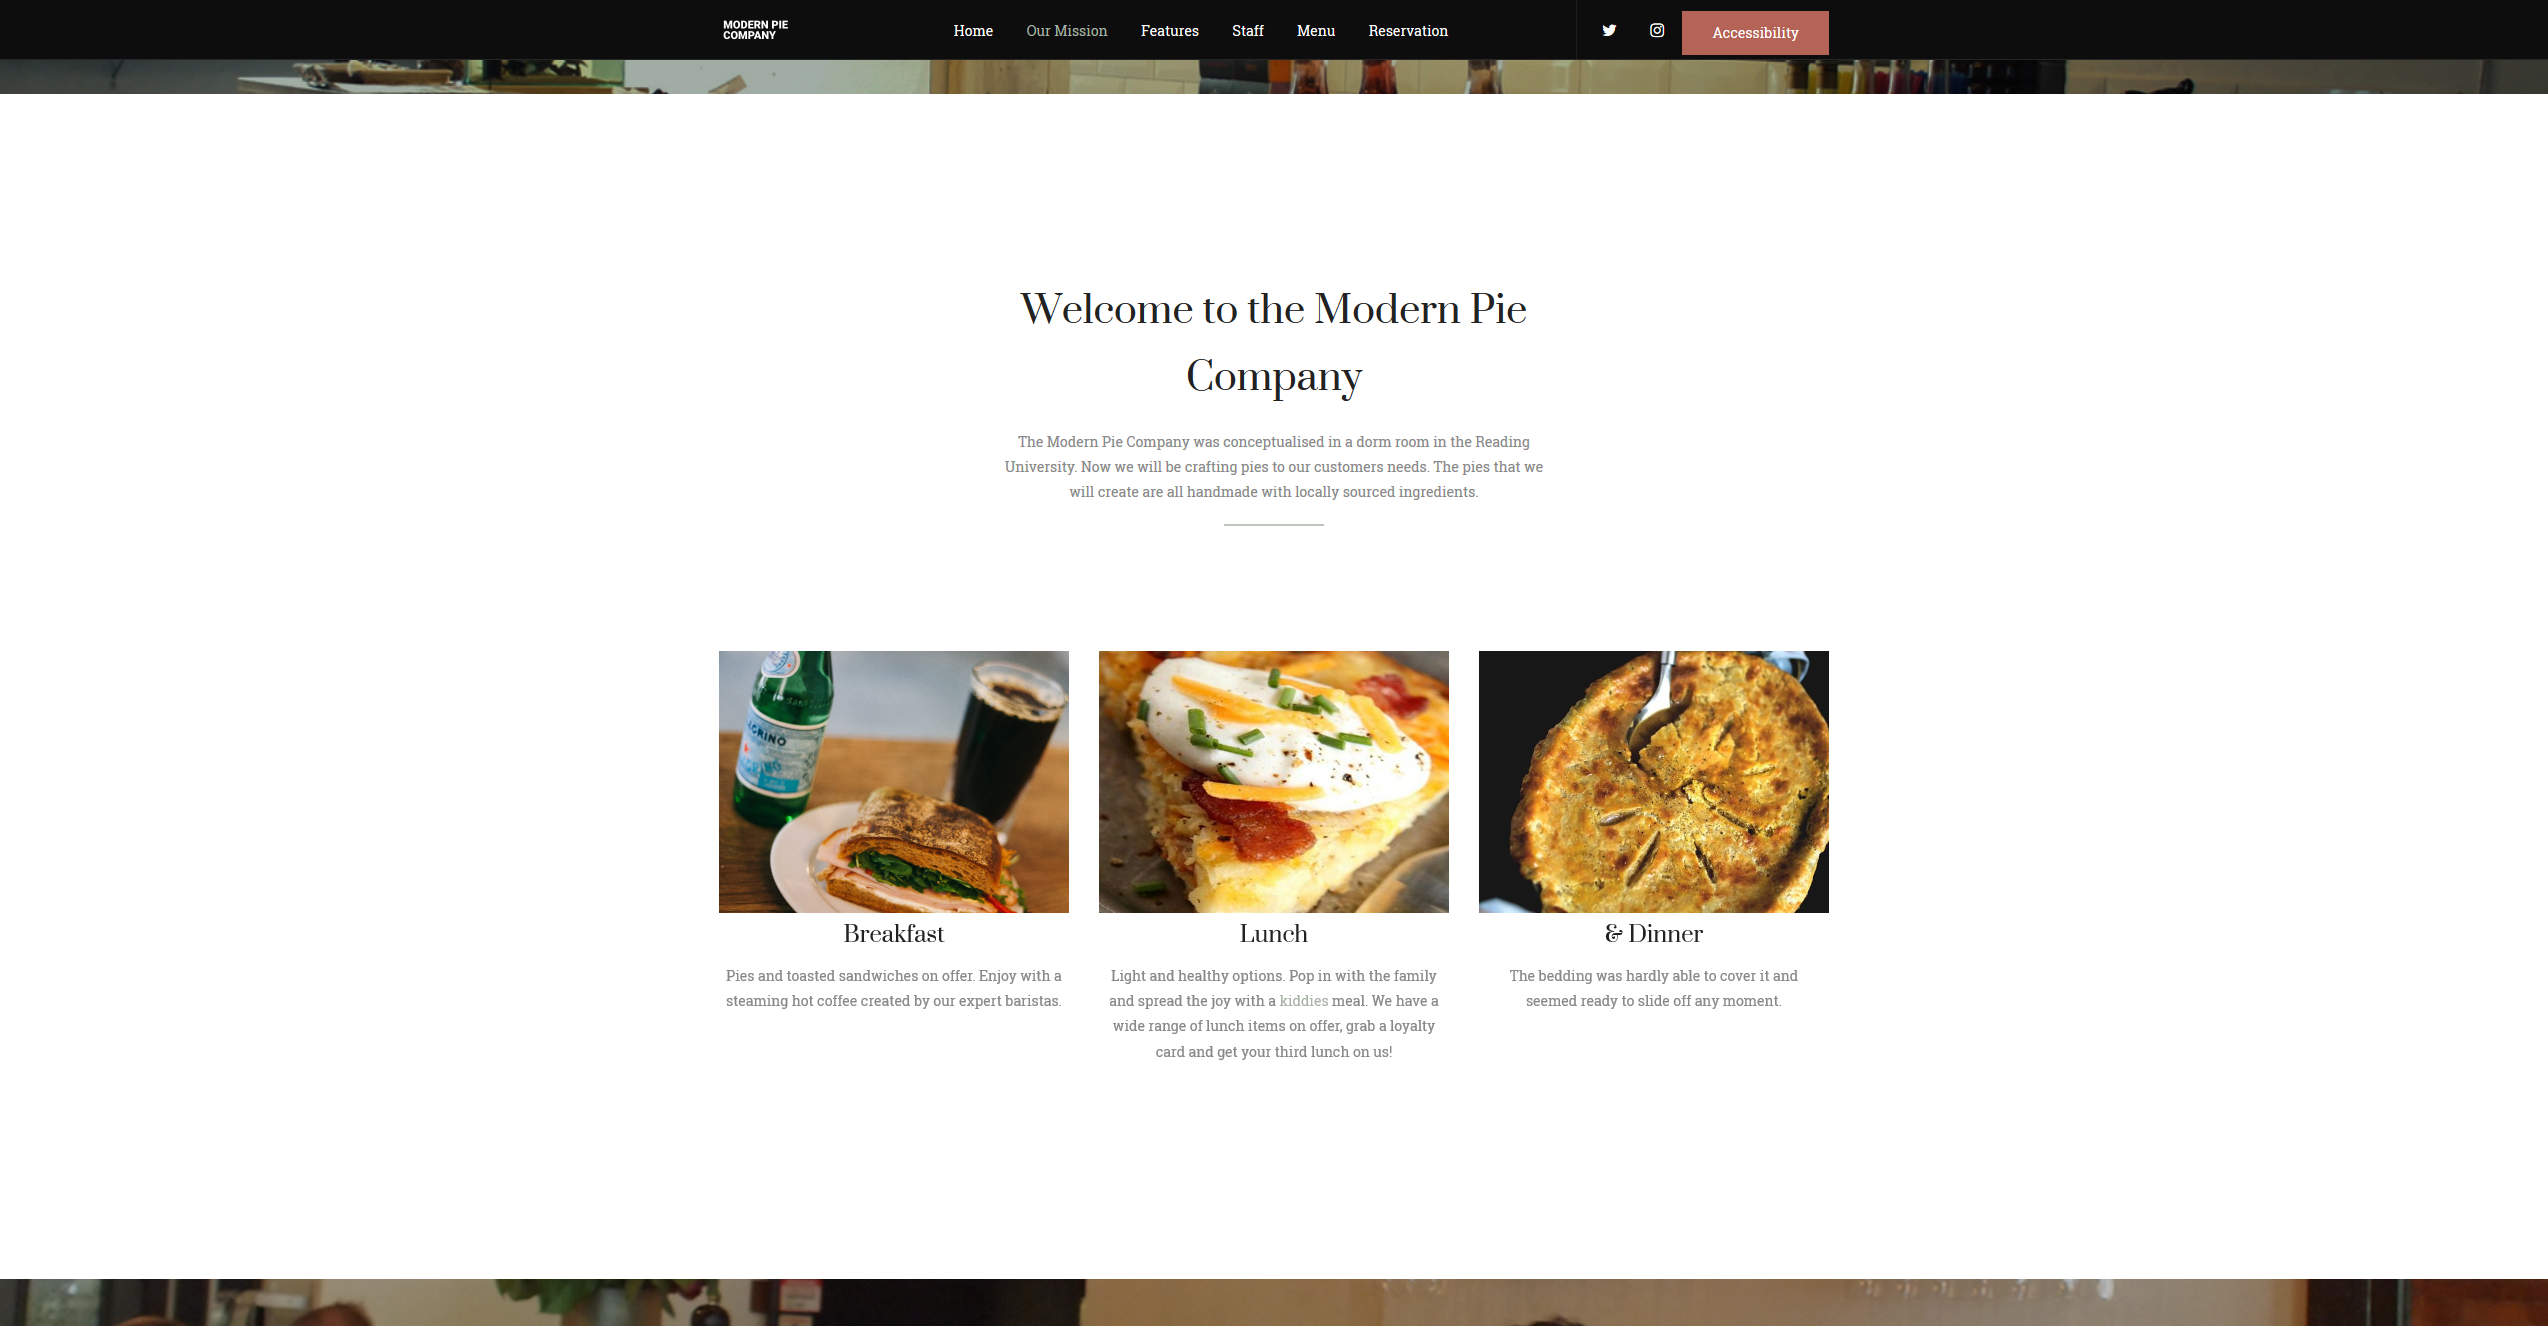 MODERN PIE
COMPANY
Home
Our Mission
Features
Staff
Menu
Reservation
Accessibility
Welcome to the Modern Pie
Company
The Modern Pie Company was conceptualised in a dorm room in the Reading
University. Now we will be crafting pies to our customers needs. The pies that we
will create are all handmade with locally sourced ingredients.
Breakfast
Pies and toasted sandwiches on offer. Enjoy with a
steaming hot coffee created by our expert baristas.
Lunch
Light and healthy options. Pop in with the family
and spread the joy with a kiddies meal. We have a
wide range of lunch items on offer, grab a loyalty
card and get your third lunch on us!
& Dinner
The bedding was hardly able to cover it and
seemed ready to slide off any moment.